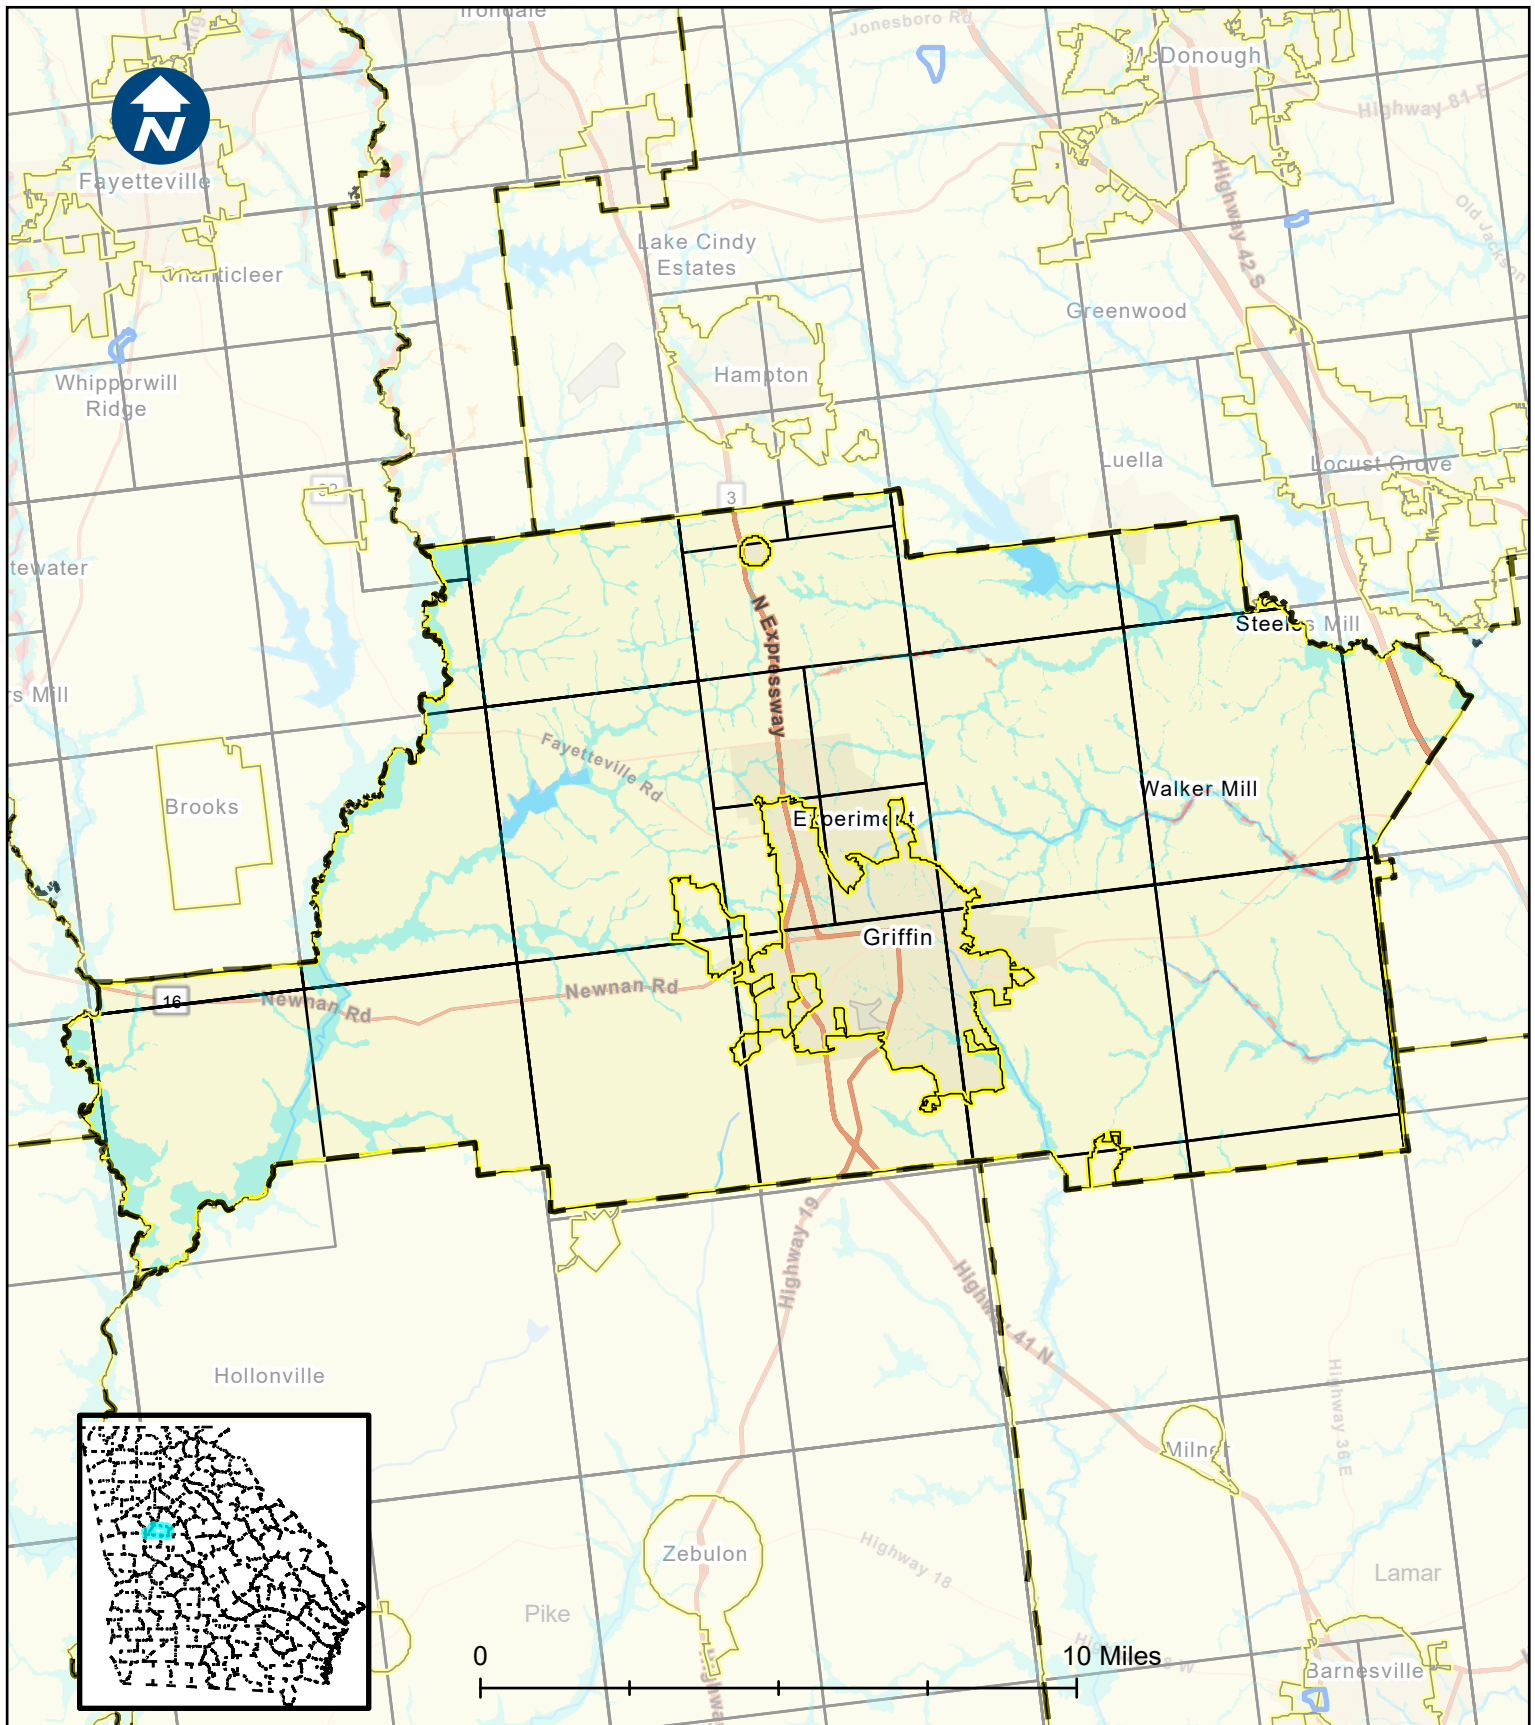 Jonesboro Rd
McDonough
Highway 81 E
N
Fayetteville
Highway 42 S
Old Jackson
Lake Cindy
Estates
Chanticleer
Greenwood
Whipporwill
Ridge
Hampton
Luella
Locust Grove
92
3
tewater
N Expressway
Steeles Mill
rs Mill
Fayetteville Rd
Walker Mill
Brooks
Experiment
Griffin
Newnan Rd
16
Newnan Rd
Highway 19
Highway 41 N
Hollonville
Highway 36 E
Milner
Zebulon
Highway 18
Lamar
Pike
0
10 Miles
Barnesville